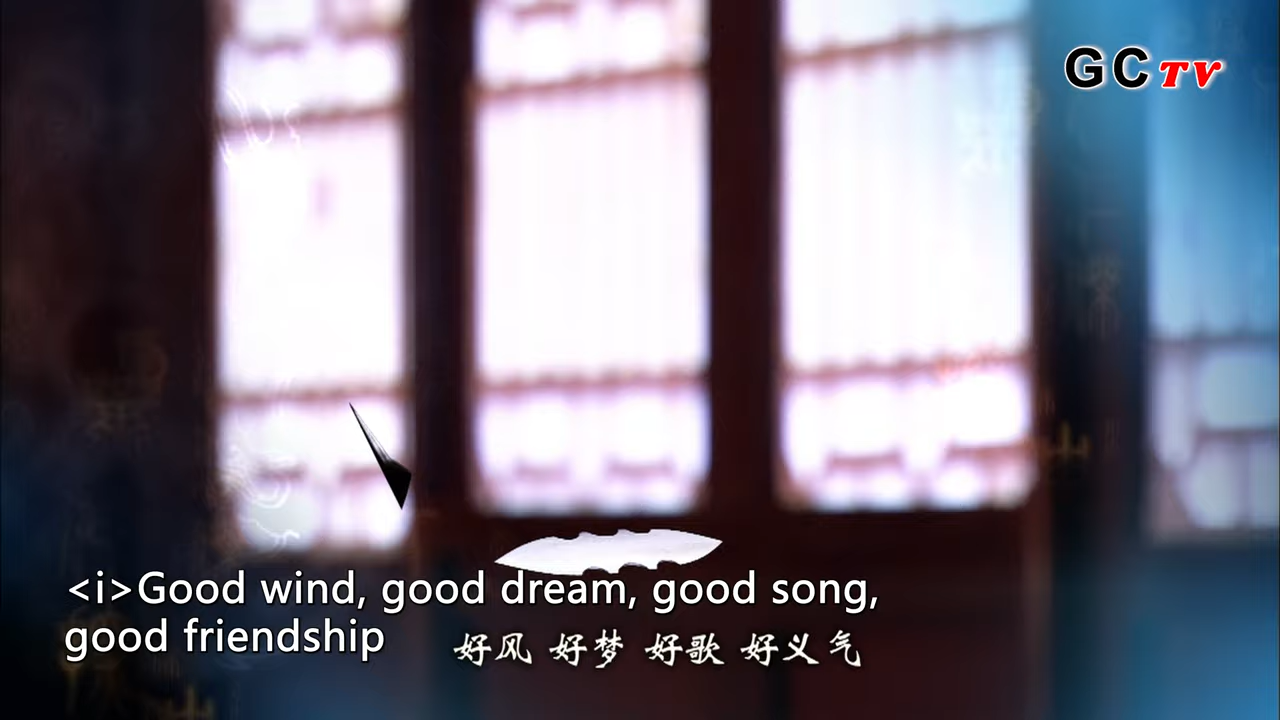 GCTV
<i>Good wind, good dream, good song,
good friendship
好风 好梦 好歌 好义气